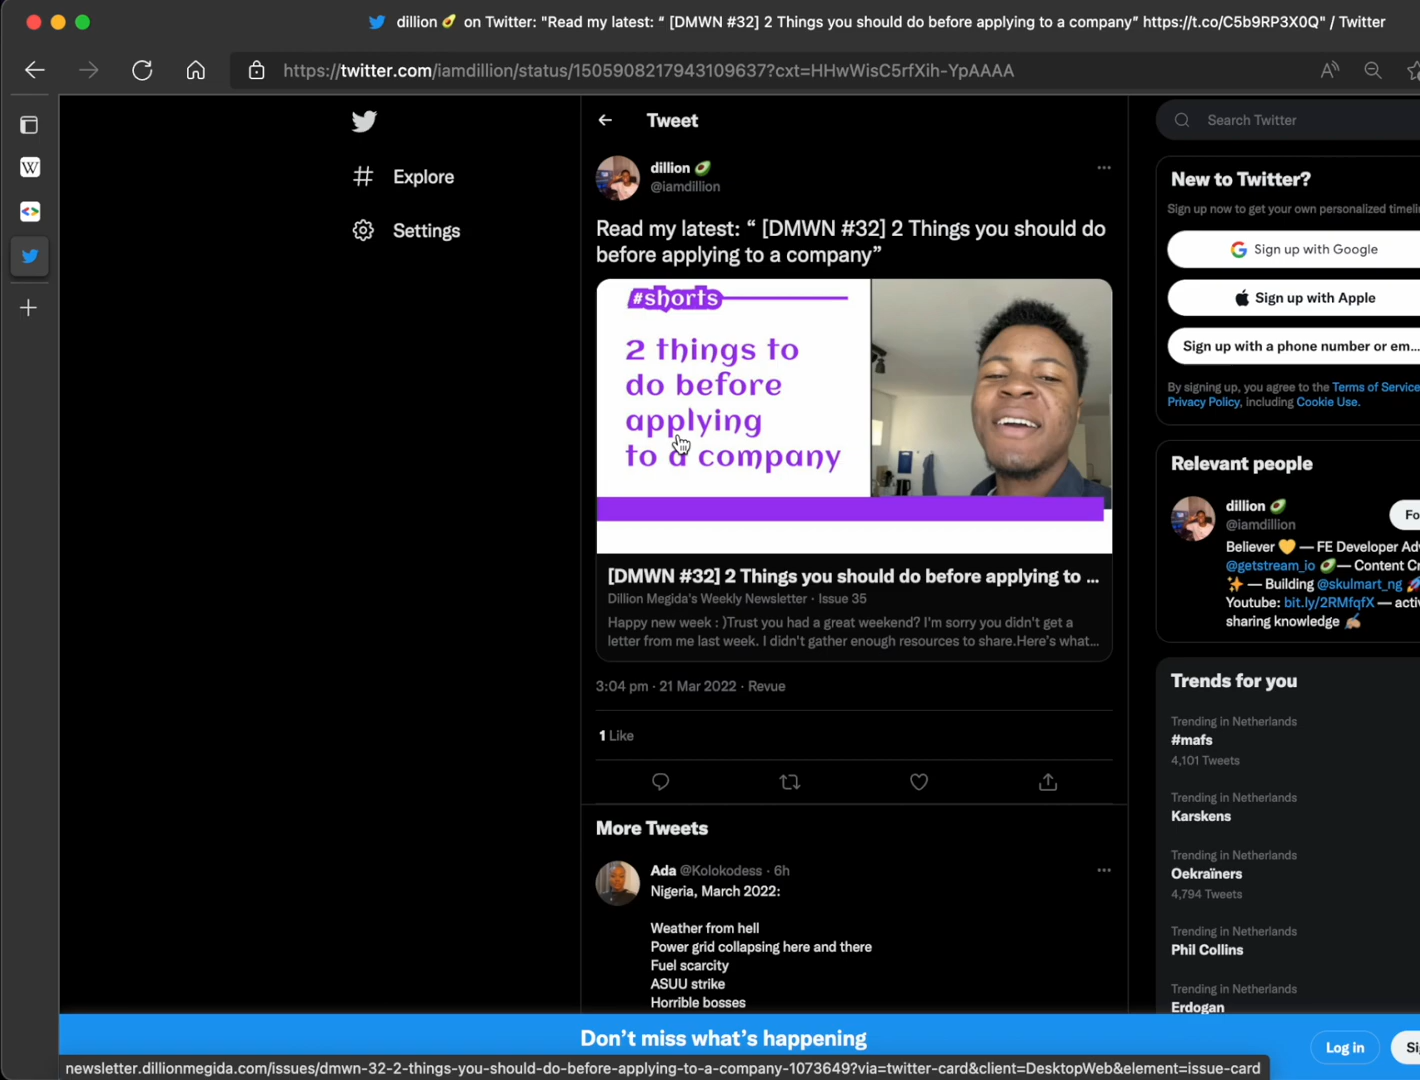 dillion 🥑 on Twitter: "Read my latest: “ [DMWN #32] 2 Things you should do before applying to a company” https://t.co/C5b9RP3X0Q" / Twitter
https://twitter.com/iamdillion/status/1505908217943109637?cxt=HHwWisC5rfXih-YpAAAA
W
Explore
Settings
Tweet
dillion 🥑
@iamdillion
Read my latest: “ [DMWN #32] 2 Things you should do
before applying to a company”
#shorts
2 things to
do before
applying
to a company
[DMWN #32] 2 Things you should do before applying to ...
Dillion Megida's Weekly Newsletter · Issue 35
Happy new week : )Trust you had a great weekend? I'm sorry you didn't get a
letter from me last week. I didn't gather enough resources to share.Here's what...
3:04 pm · 21 Mar 2022 · Revue
1 Like
More Tweets
Ada @Kolokodess · 6h
Nigeria, March 2022:
Weather from hell
Power grid collapsing here and there
Fuel scarcity
ASUU strike
Horrible bosses
Search Twitter
New to Twitter?
Sign up now to get your own personalized timeli
Sign up with Google
Sign up with Apple
Sign up with a phone number or em...
By signing up, you agree to the Terms of Service
Privacy Policy, including Cookie Use.
Relevant people
dillion 🥑
@iamdillion
Fo
Believer 💛 — FE Developer Adv
@getstream_io 🥑 — Content Cr
✨ — Building @skulmart_ng 🚀
Youtube: bit.ly/2RMfqfX — acti
sharing knowledge ✍🏽
Trends for you
Trending in Netherlands
#mafs
4,101 Tweets
Trending in Netherlands
Karskens
Trending in Netherlands
Oekraïners
4,794 Tweets
Trending in Netherlands
Phil Collins
Trending in Netherlands
Erdogan
Don’t miss what’s happening
Log in
Si
newsletter.dillionmegida.com/issues/dmwn-32-2-things-you-should-do-before-applying-to-a-company-1073649?via=twitter-card&client=DesktopWeb&element=issue-card